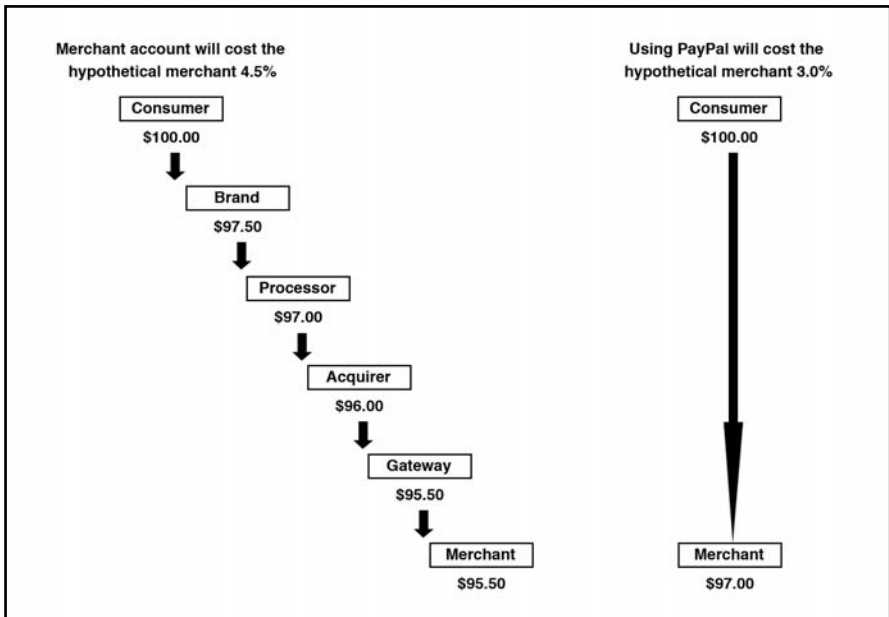 Merchant account will cost the
hypothetical merchant 4.5%
Consumer
$100.00
Brand
$97.50
Processor
$97.00
Acquirer
$96.00
Gateway
$95.50
Merchant
$95.50
Using PayPal will cost the
hypothetical merchant 3.0%
Consumer
$100.00
Merchant
$97.00